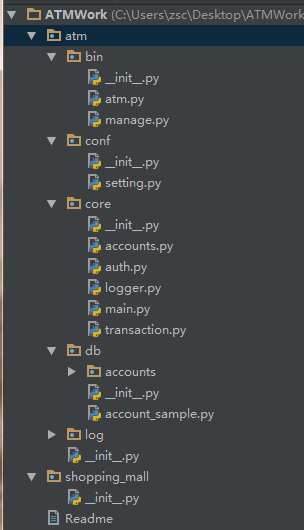 ATMWork (C:\Users\zsc\Desktop\ATMWork
atm
bin
__init__.py
atm.py
manage.py
conf
__init__.py
setting.py
core
__init__.py
accounts.py
auth.py
logger.py
main.py
transaction.py
db
accounts
__init__.py
account_sample.py
log
__init__.py
shopping_mall
__init__.py
Readme